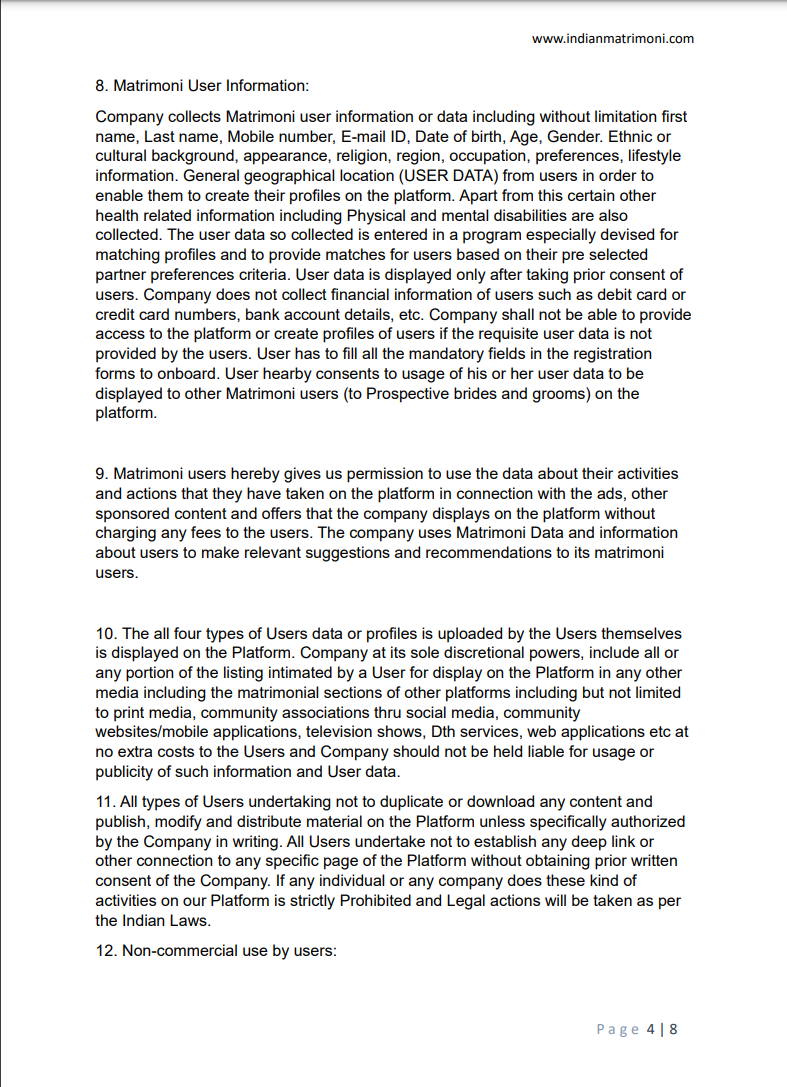 www.indianmatrimoni.com
8. Matrimoni User Information:
Company collects Matrimoni user information or data including without limitation first
name, Last name, Mobile number, E-mail ID, Date of birth, Age, Gender. Ethnic or
cultural background, appearance, religion, region, occupation, preferences, lifestyle
information. General geographical location (USER DATA) from users in order to
enable them to create their profiles on the platform. Apart from this certain other
health related information including Physical and mental disabilities are also
collected. The user data so collected is entered in a program especially devised for
matching profiles and to provide matches for users based on their pre selected
partner preferences criteria. User data is displayed only after taking prior consent of
users. Company does not collect financial information of users such as debit card or
credit card numbers, bank account details, etc. Company shall not be able to provide
access to the platform or create profiles of users if the requisite user data is not
provided by the users. User has to fill all the mandatory fields in the registration
forms to onboard. User hearby consents to usage of his or her user data to be
displayed to other Matrimoni users (to Prospective brides and grooms) on the
platform.
9. Matrimoni users hereby gives us permission to use the data about their activities
and actions that they have taken on the platform in connection with the ads, other
sponsored content and offers that the company displays on the platform without
charging any fees to the users. The company uses Matrimoni Data and information
about users to make relevant suggestions and recommendations to its matrimoni
users.
10. The all four types of Users data or profiles is uploaded by the Users themselves
is displayed on the Platform. Company at its sole discretional powers, include all or
any portion of the listing intimated by a User for display on the Platform in any other
media including the matrimonial sections of other platforms including but not limited
to print media, community associations thru social media, community
websites/mobile applications, television shows, Dth services, web applications etc at
no extra costs to the Users and Company should not be held liable for usage or
publicity of such information and User data.
11. All types of Users undertaking not to duplicate or download any content and
publish, modify and distribute material on the Platform unless specifically authorized
by the Company in writing. All Users undertake not to establish any deep link or
other connection to any specific page of the Platform without obtaining prior written
consent of the Company. If any individual or any company does these kind of
activities on our Platform is strictly Prohibited and Legal actions will be taken as per
the Indian Laws.
12. Non-commercial use by users:
Page 4 | 8